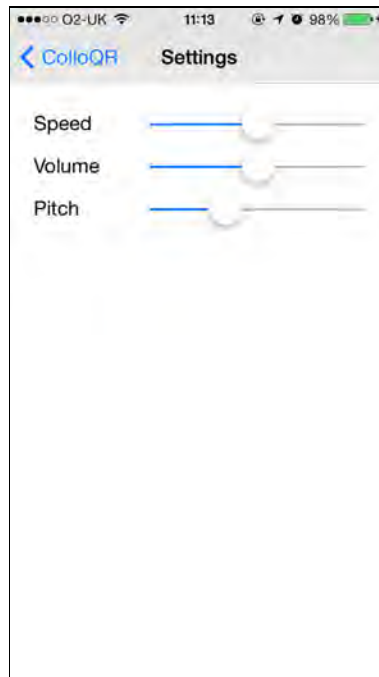 O2-UK 11:13 98%
ColloQR Settings
Speed
Volume
Pitch